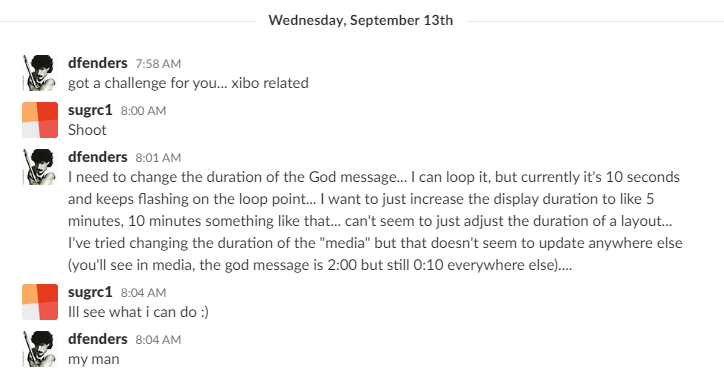 Wednesday, September 13th
dfenders 7:58 AM
got a challenge for you... xibo related
sugrc1 8:00 AM
Shoot
dfenders 8:01 AM
I need to change the duration of the God message... I can loop it, but currently it's 10 seconds
and keeps flashing on the loop point... I want to just increase the display duration to like 5
minutes, 10 minutes something like that... can't seem to just adjust the duration of a layout...
I've tried changing the duration of the "media" but that doesn't seem to update anywhere else
(you'll see in media, the god message is 2:00 but still 0:10 everywhere else)....
sugrc1 8:04 AM
Ill see what i can do :)
dfenders 8:04 AM
my man